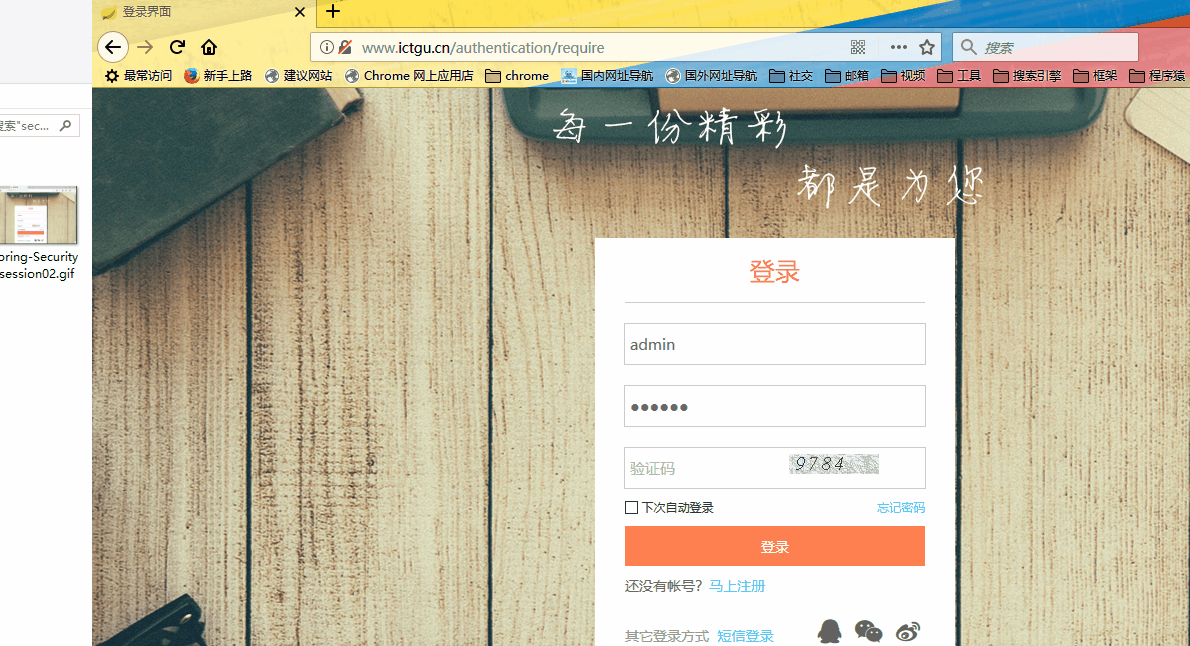 登录界面
www.ictgu.cn/authentication/require
搜索
最常访问 新手上路 建议网站 Chrome 网上应用店 chrome 国内网址导航 国外网址导航 社交 邮箱 视频 工具 搜索引擎 框架 程序猿
搜索"sec...
oring-Security
session02.gif
每一份精彩
都是为您
登录
admin
验证码
9784
下次自动登录 忘记密码
登录
还没有帐号? 马上注册
其它登录方式 短信登录